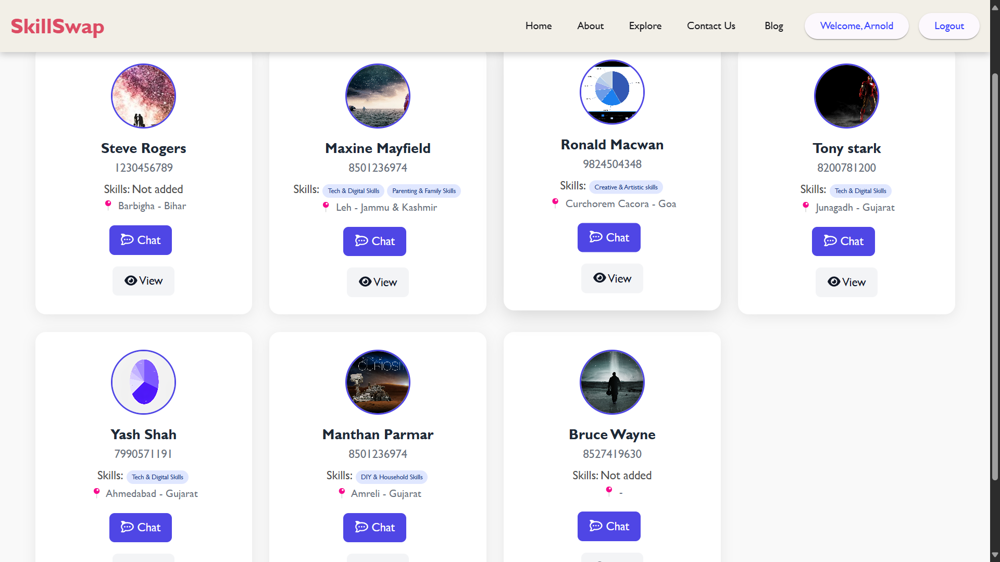 SkillSwap
Home About Explore Contact Us Blog Welcome, Arnold Logout
Steve Rogers
1230456789
Skills: Not added
Barbigha - Bihar
Chat
View
Maxine Mayfield
8501236974
Skills: Tech & Digital Skills Parenting & Family Skills
Leh - Jammu & Kashmir
Chat
View
Ronald Macwan
9824504348
Skills: Creative & Artistic skills
Curchorem Cacora - Goa
Chat
View
Tony stark
8200781200
Skills: Tech & Digital Skills
Junagadh - Gujarat
Chat
View
Yash Shah
7990571191
Skills: Tech & Digital Skills
Ahmedabad - Gujarat
Chat
Manthan Parmar
8501236974
Skills: DIY & Household Skills
Amreli - Gujarat
Chat
Bruce Wayne
8527419630
Skills: Not added
-
Chat